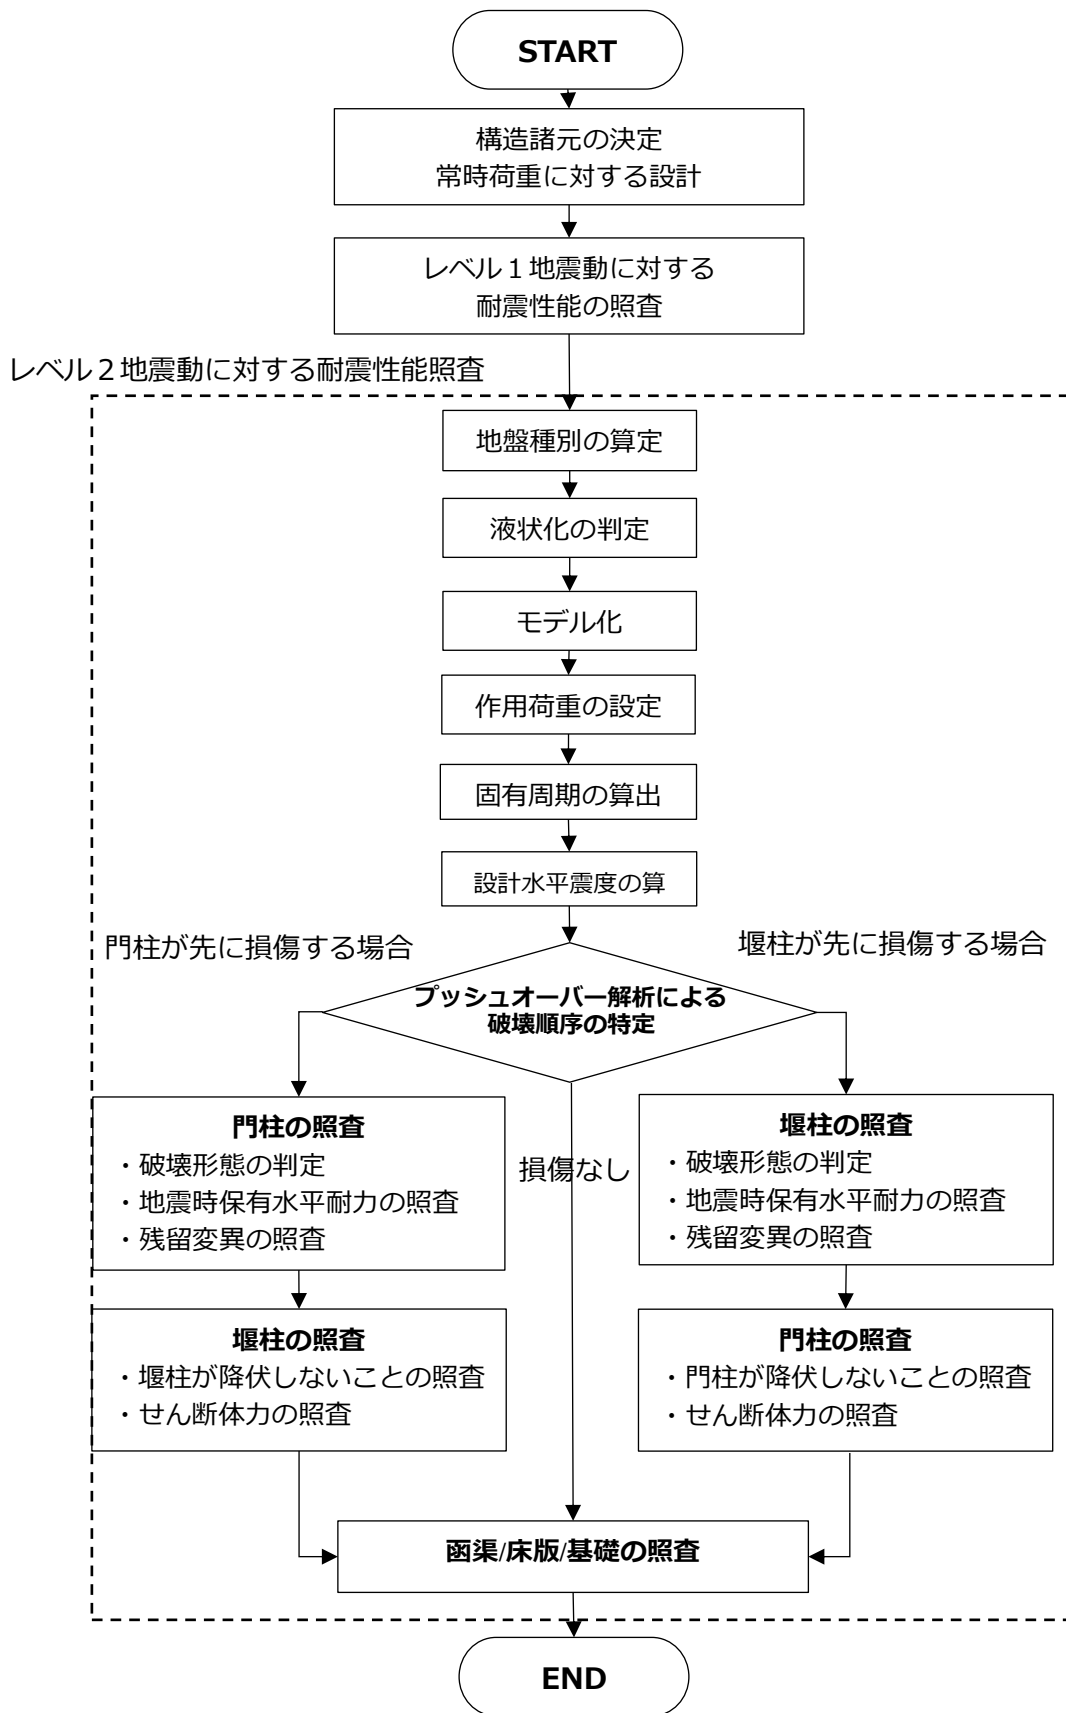 START
構造諸元の決定
常時荷重に対する設計
レベル１地震動に対する
耐震性能の照査
レベル２地震動に対する耐震性能照査
地盤種別の算定
液状化の判定
モデル化
作用荷重の設定
固有周期の算出
設計水平震度の算
門柱が先に損傷する場合
堰柱が先に損傷する場合
プッシュオーバー解析による
破壊順序の特定
門柱の照査
・破壊形態の判定
・地震時保有水平耐力の照査
・残留変異の照査
損傷なし
堰柱の照査
・破壊形態の判定
・地震時保有水平耐力の照査
・残留変異の照査
堰柱の照査
・堰柱が降伏しないことの照査
・せん断体力の照査
門柱の照査
・門柱が降伏しないことの照査
・せん断体力の照査
函渠/床版/基礎の照査
END